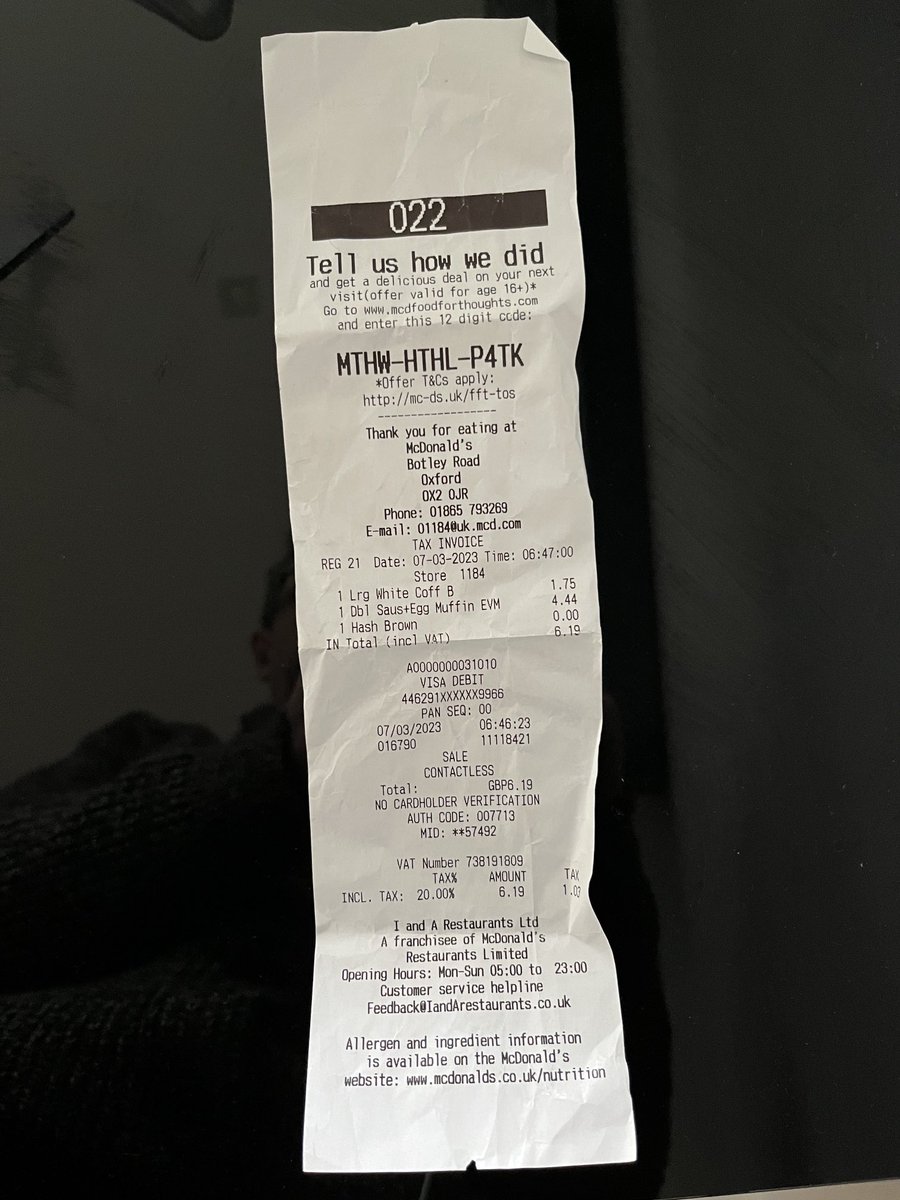 022
Tell us how we did
and get a delicious deal on your next
visit(offer valid for age 16+)*
Go to www.mcdfoodforthoughts.com
and enter this 12 digit code:
MTHW-HTHL-P4TK
*Offer T&Cs apply:
http://mc-ds.uk/fft-tos
------------------
Thank you for eating at
McDonald's
Botley Road
Oxford
OX2 0JR
Phone: 01865 793269
E-mail: 01184@uk.mcd.com
TAX INVOICE
REG 21 Date: 07-03-2023 Time: 06:47:00
Store 1184
1 Lrg White Coff B 1.75
1 Dbl Saus+Egg Muffin EVM 4.44
1 Hash Brown 0.00
IN Total (incl VAT) 6.19
A0000000031010
VISA DEBIT
446291XXXXXX9966
PAN SEQ: 00
07/03/2023 06:46:23
016790 11118421
SALE
CONTACTLESS
Total: GBP6.19
NO CARDHOLDER VERIFICATION
AUTH CODE: 007713
MID: **57492
VAT Number 738191809
TAX% AMOUNT TAX
INCL. TAX: 20.00% 6.19 1.03
I and A Restaurants Ltd
A franchisee of McDonald's
Restaurants Limited
Opening Hours: Mon-Sun 05:00 to 23:00
Customer service helpline
Feedback@IandArestaurants.co.uk
Allergen and ingredient information
is available on the McDonald's
website: www.mcdonalds.co.uk/nutrition